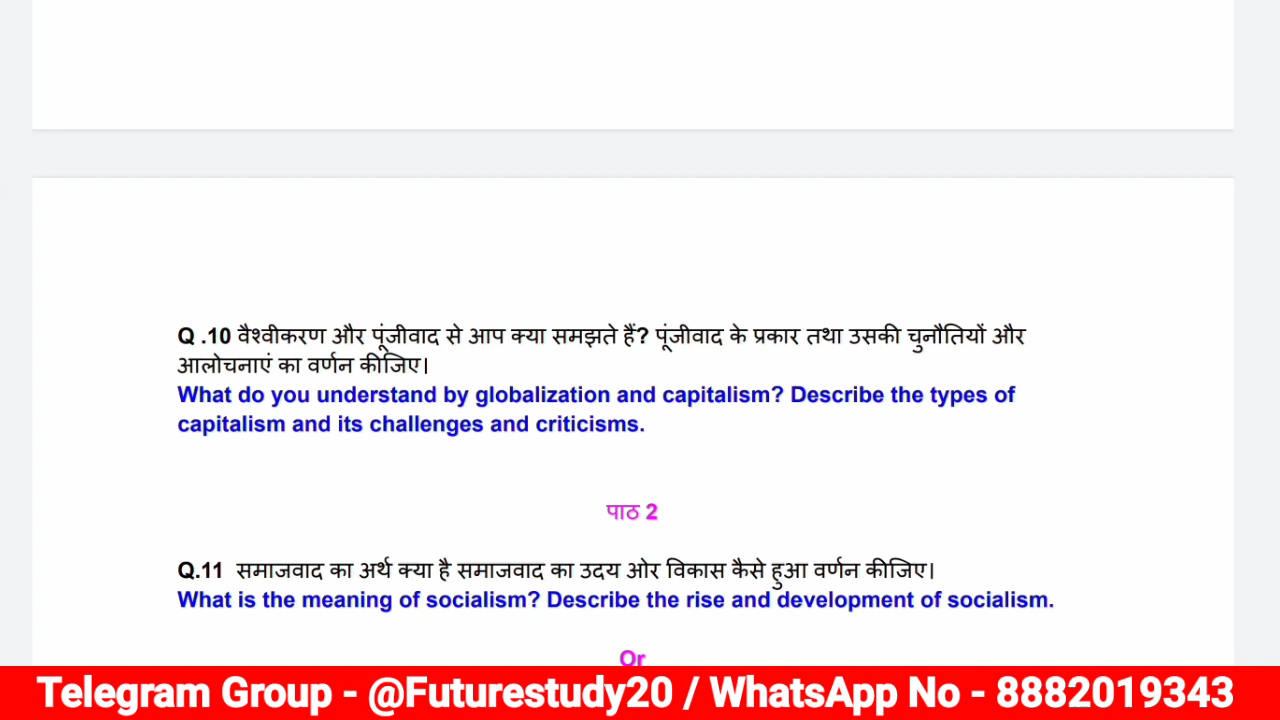 Q .10 वैश्वीकरण और पूंजीवाद से आप क्या समझते हैं? पूंजीवाद के प्रकार तथा उसकी चुनौतियों और
आलोचनाएं का वर्णन कीजिए।
What do you understand by globalization and capitalism? Describe the types of
capitalism and its challenges and criticisms.
पाठ 2
Q.11 समाजवाद का अर्थ क्या है समाजवाद का उदय ओर विकास कैसे हुआ वर्णन कीजिए।
What is the meaning of socialism? Describe the rise and development of socialism.
Or
Telegram Group - @Futurestudy20 / WhatsApp No - 8882019343